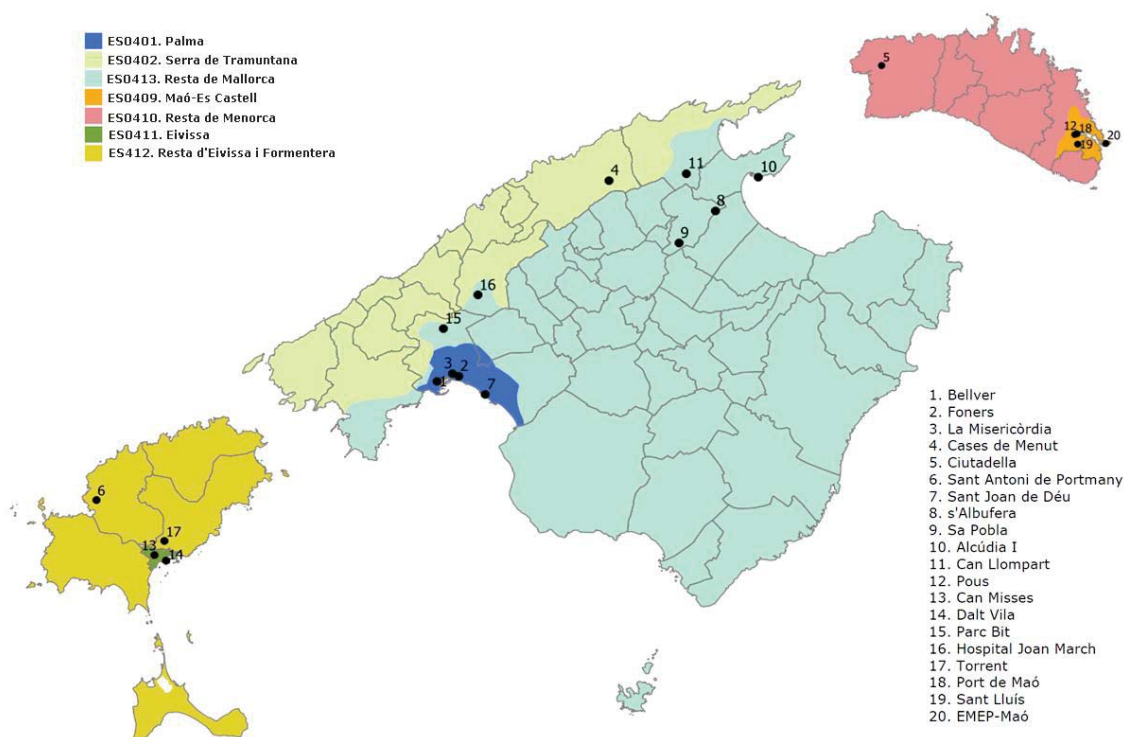 ES0401. Palma
ES0402. Serra de Tramuntana
ES0413. Resta de Mallorca
ES0409. Maó-Es Castell
ES0410. Resta de Menorca
ES0411. Eivissa
ES412. Resta d'Eivissa i Formentera
5
12
18
19
20
4
11
10
8
9
16
15
3
2
1
7
6
17
13
14
1. Bellver
2. Foners
3. La Misericòrdia
4. Cases de Menut
5. Ciutadella
6. Sant Antoni de Portmany
7. Sant Joan de Déu
8. s'Albufera
9. Sa Pobla
10. Alcúdia I
11. Can Llompart
12. Pous
13. Can Misses
14. Dalt Vila
15. Parc Bit
16. Hospital Joan March
17. Torrent
18. Port de Maó
19. Sant Lluís
20. EMEP-Maó